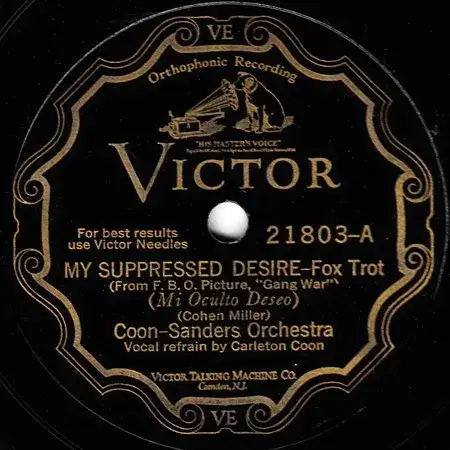 VE
Orthophonic Recording
"HIS MASTER'S VOICE"
VICTOR
For best results
use Victor Needles
21803-A
MY SUPPRESSED DESIRE-Fox Trot
(From F. B. O. Picture, "Gang War")
(Mi Oculto Deseo)
(Cohen Miller)
Coon-Sanders Orchestra
Vocal refrain by Carleton Coon
VICTOR TALKING MACHINE CO.
Camden, N.J.
VE